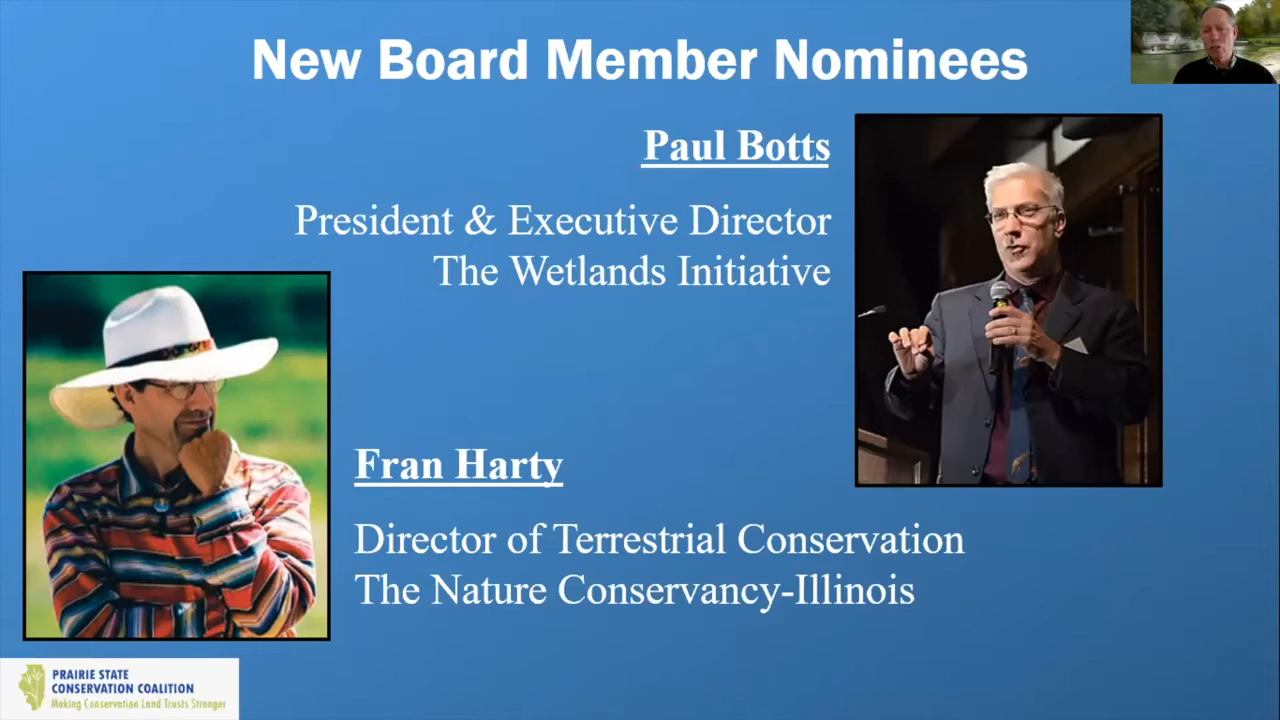 New Board Member Nominees
Paul Botts
President & Executive Director
The Wetlands Initiative
Fran Harty
Director of Terrestrial Conservation
The Nature Conservancy-Illinois
PRAIRIE STATE
CONSERVATION COALITION
Making Conservation Land Trusts Stronger